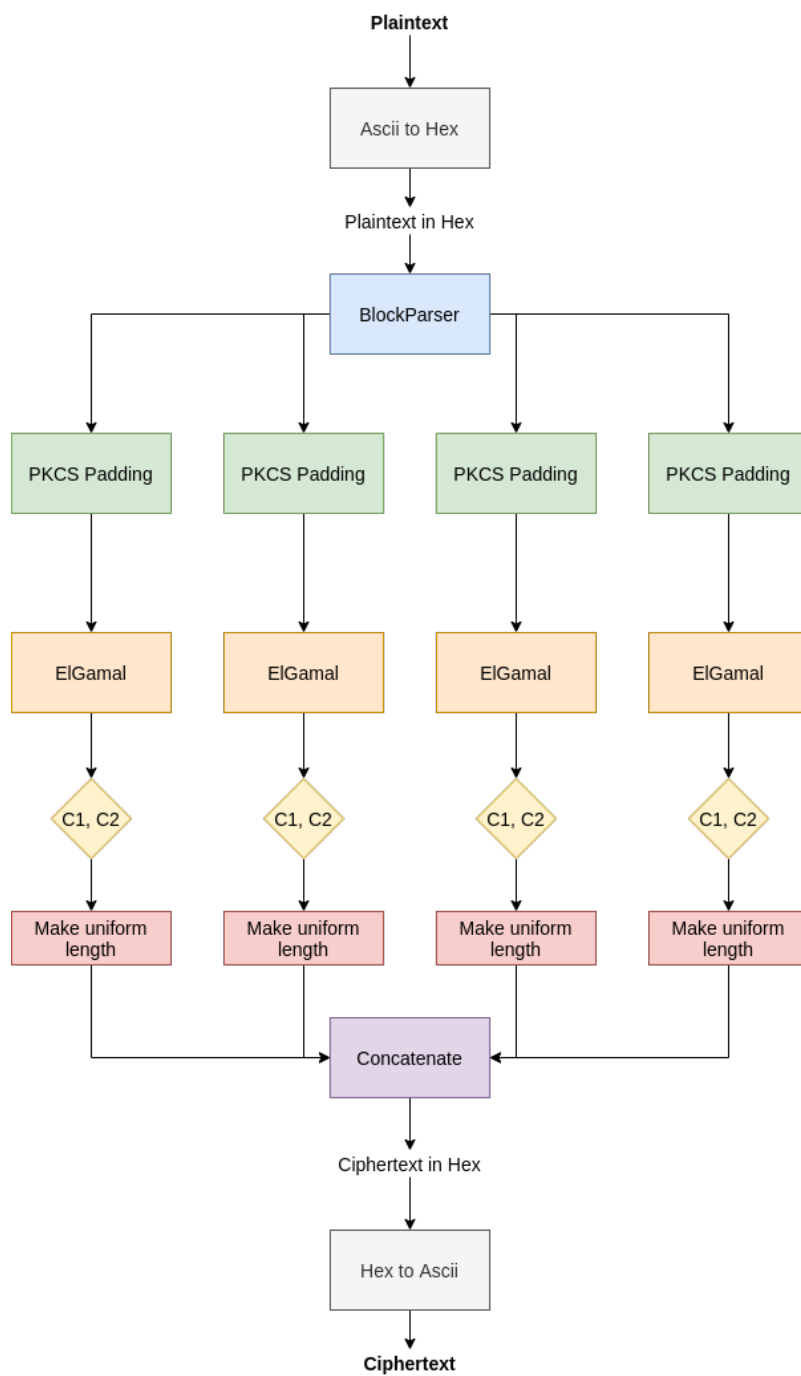 Plaintext
Ascii to Hex
Plaintext in Hex
BlockParser
PKCS Padding
PKCS Padding
PKCS Padding
PKCS Padding
ElGamal
ElGamal
ElGamal
ElGamal
C1, C2
C1, C2
C1, C2
C1, C2
Make uniform
length
Make uniform
length
Make uniform
length
Make uniform
length
Concatenate
Ciphertext in Hex
Hex to Ascii
Ciphertext